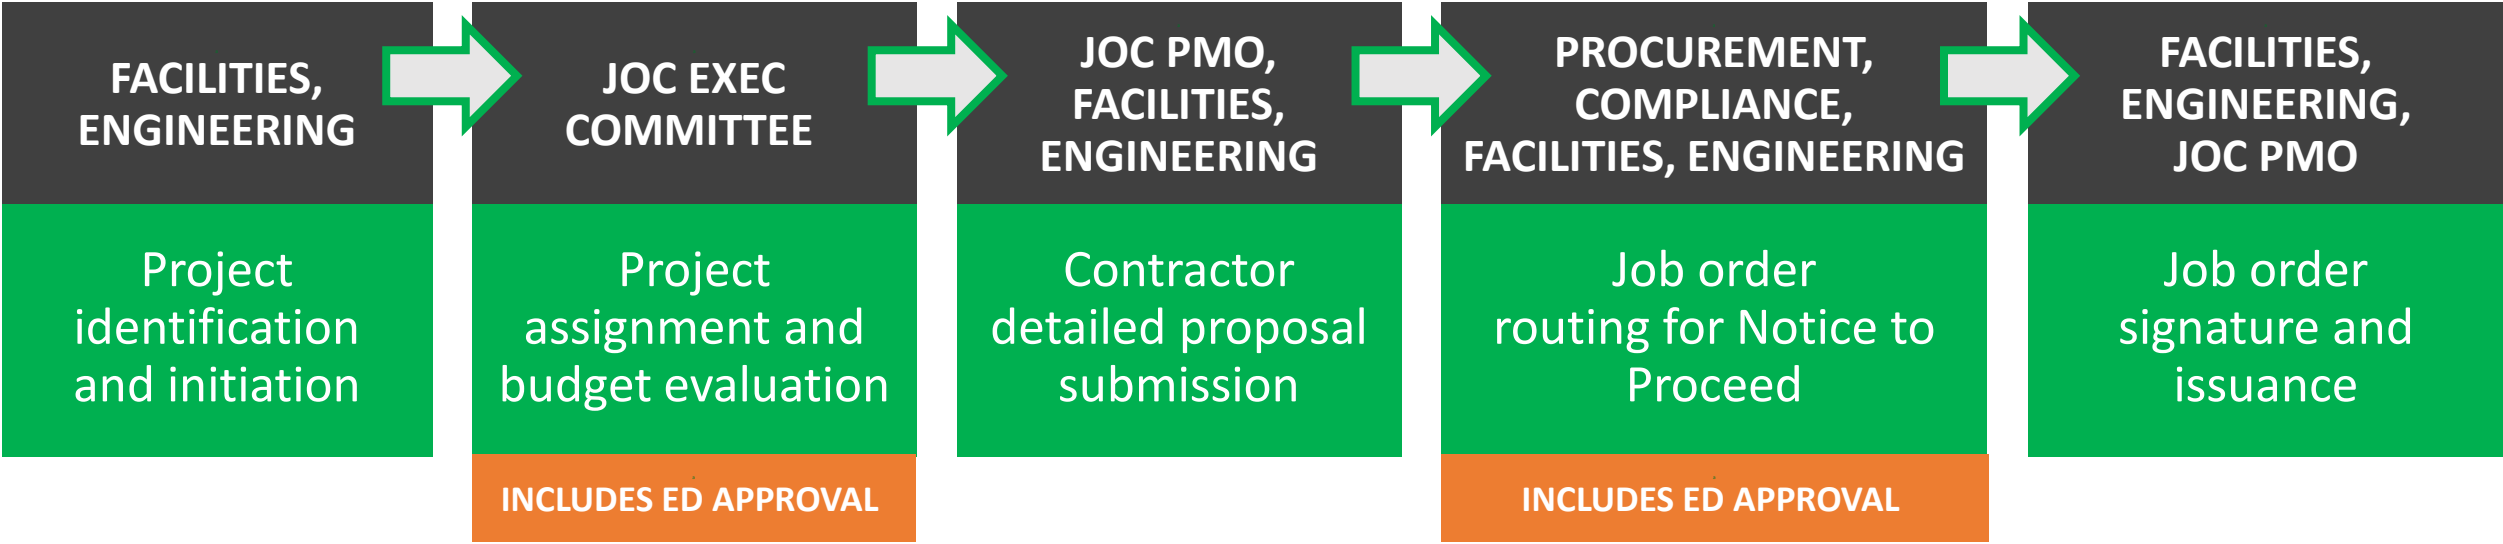 FACILITIES,
ENGINEERING
JOC EXEC
COMMITTEE
JOC PMO,
FACILITIES,
ENGINEERING
PROCUREMENT,
COMPLIANCE,
FACILITIES, ENGINEERING
FACILITIES,
ENGINEERING,
JOC PMO
Project
identification
and initiation
Project
assignment and
budget evaluation
Contractor
detailed proposal
submission
Job order
routing for Notice to
Proceed
Job order
signature and
issuance
INCLUDES ED APPROVAL
INCLUDES ED APPROVAL